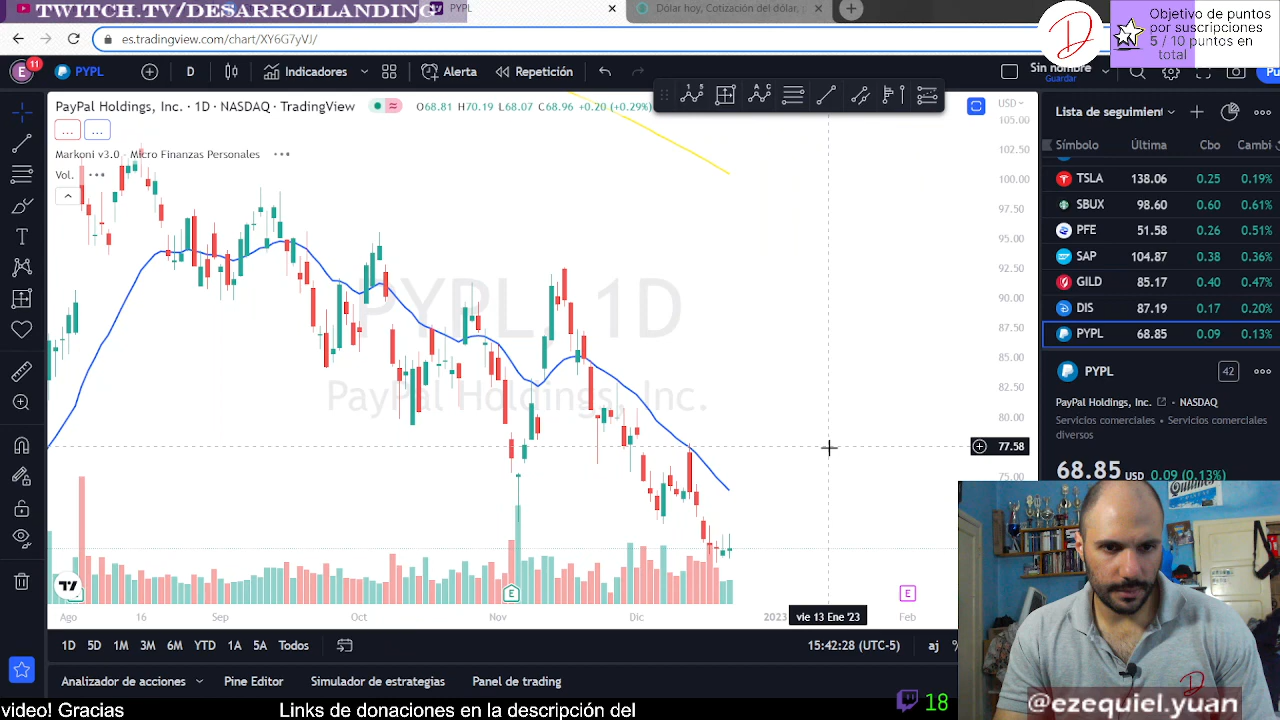 TWITCH.TV/DESARROLLANDING
PYPL
Dólar hoy, Cotización del dólar,
Objetivo de puntos
por suscripciones
5 / 10 puntos en
total
es.tradingview.com/chart/XY6G7yVJ/
E
11
PYPL
D
Indicadores
Alerta
Repetición
Sin nombre
Guardar
PayPal Holdings, Inc. · 1D · NASDAQ · TradingView
O68.81 H70.19 L68.07 C68.96 +0.20 (+0.29%)
USD
Markoni v3.0 - Micro Finanzas Personales
Vol.
PYPL, 1D
PayPal Holdings, Inc.
105.00
102.50
100.00
97.50
95.00
92.50
90.00
87.50
85.00
82.50
80.00
77.58
75.00
Lista de seguimient
Símbolo Última Cbo Cambi
TSLA 138.06 0.25 0.19%
SBUX 98.60 0.60 0.61%
PFE 51.58 0.26 0.51%
SAP 104.87 0.38 0.36%
GILD 85.17 0.40 0.47%
DIS 87.19 0.17 0.20%
PYPL 68.85 0.09 0.13%
PYPL
42
PayPal Holdings, Inc. • NASDAQ
Servicios comerciales • Servicios comerciales
diversos
68.85 USD 0.09 (0.13%)
E
E
Ago 16 Sep Oct Nov Dic 2023 vie 13 Ene '23 Feb
1D 5D 1M 3M 6M YTD 1A 5A Todos
15:42:28 (UTC-5)
aj
%
Analizador de acciones Pine Editor Simulador de estrategias Panel de trading
18
@ezequiel.yuan
video! Gracias Links de donaciones en la descripción del